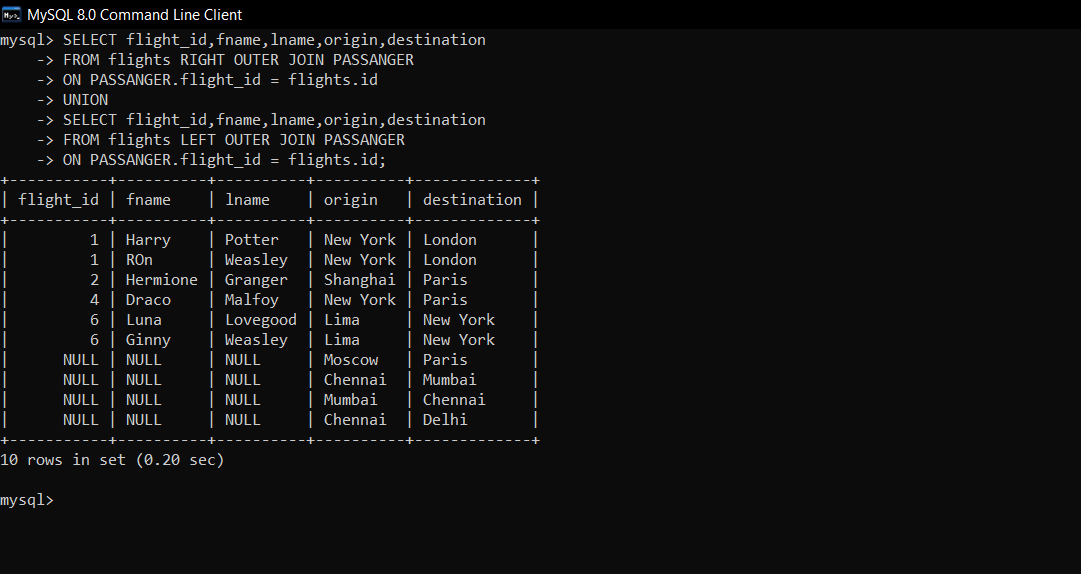 MySQL 8.0 Command Line Client
mysql> SELECT flight_id,fname,lname,origin,destination
    -> FROM flights RIGHT OUTER JOIN PASSANGER
    -> ON PASSANGER.flight_id = flights.id
    -> UNION
    -> SELECT flight_id,fname,lname,origin,destination
    -> FROM flights LEFT OUTER JOIN PASSANGER
    -> ON PASSANGER.flight_id = flights.id;
+-----------+----------+----------+----------+-------------+
| flight_id | fname    | lname    | origin   | destination |
+-----------+----------+----------+----------+-------------+
|         1 | Harry    | Potter   | New York | London      |
|         1 | ROn      | Weasley  | New York | London      |
|         2 | Hermione | Granger  | Shanghai | Paris       |
|         4 | Draco    | Malfoy   | New York | Paris       |
|         6 | Luna     | Lovegood | Lima     | New York    |
|         6 | Ginny    | Weasley  | Lima     | New York    |
|      NULL | NULL     | NULL     | Moscow   | Paris       |
|      NULL | NULL     | NULL     | Chennai  | Mumbai      |
|      NULL | NULL     | NULL     | Mumbai   | Chennai     |
|      NULL | NULL     | NULL     | Chennai  | Delhi       |
+-----------+----------+----------+----------+-------------+
10 rows in set (0.20 sec)
mysql>